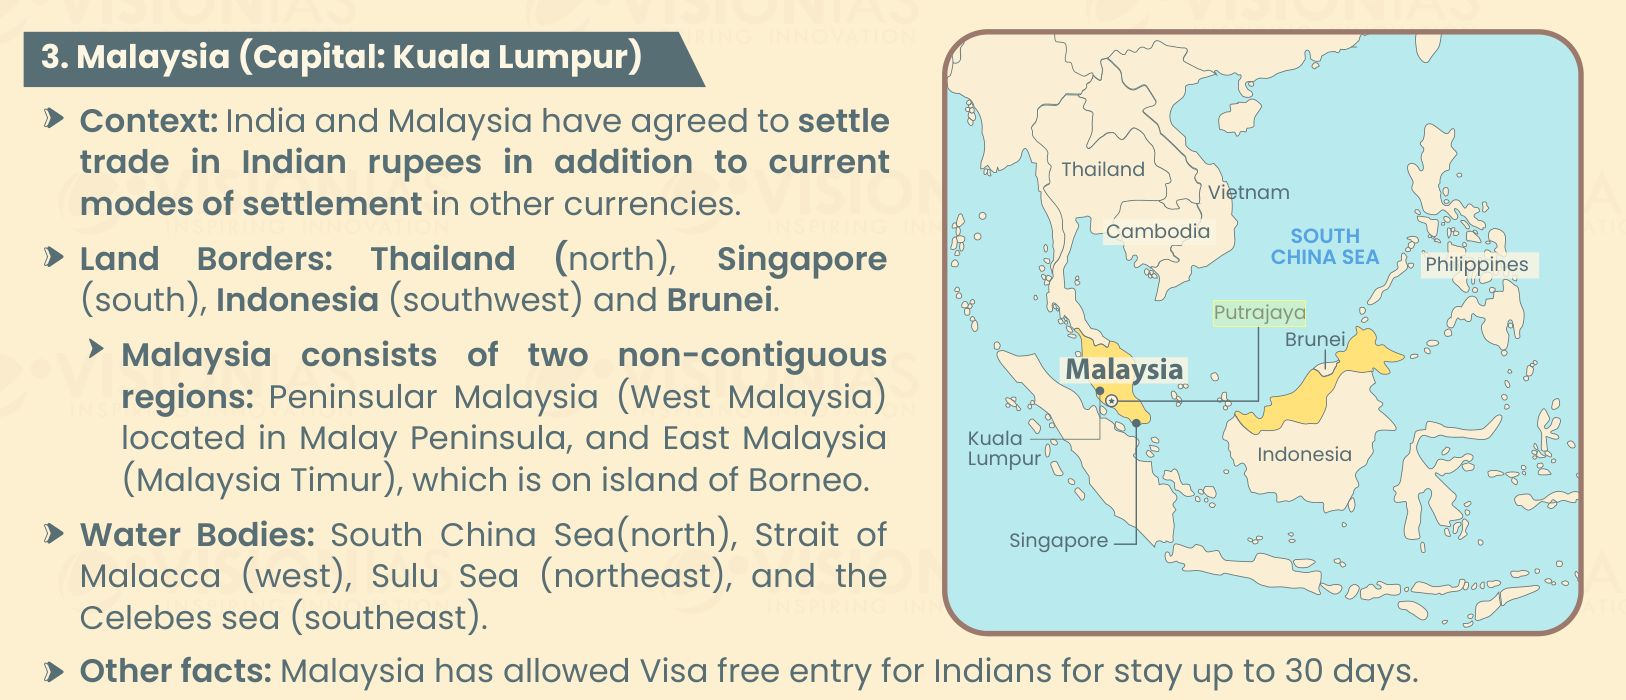 3. Malaysia (Capital: Kuala Lumpur)
Context: India and Malaysia have agreed to settle
trade in Indian rupees in addition to current
modes of settlement in other currencies.
Land Borders: Thailand (north), Singapore
(south), Indonesia (southwest) and Brunei.
Malaysia consists of two non-contiguous
regions: Peninsular Malaysia (West Malaysia)
located in Malay Peninsula, and East Malaysia
(Malaysia Timur), which is on island of Borneo.
Water Bodies: South China Sea(north), Strait of
Malacca (west), Sulu Sea (northeast), and the
Celebes sea (southeast).
Other facts: Malaysia has allowed Visa free entry for Indians for stay up to 30 days.
Thailand
Vietnam
Cambodia
SOUTH
CHINA SEA
Philippines
Putrajaya
Brunei
Malaysia
Kuala
Lumpur
Indonesia
Singapore
VISIONIAS
INSPIRING INNOVATION